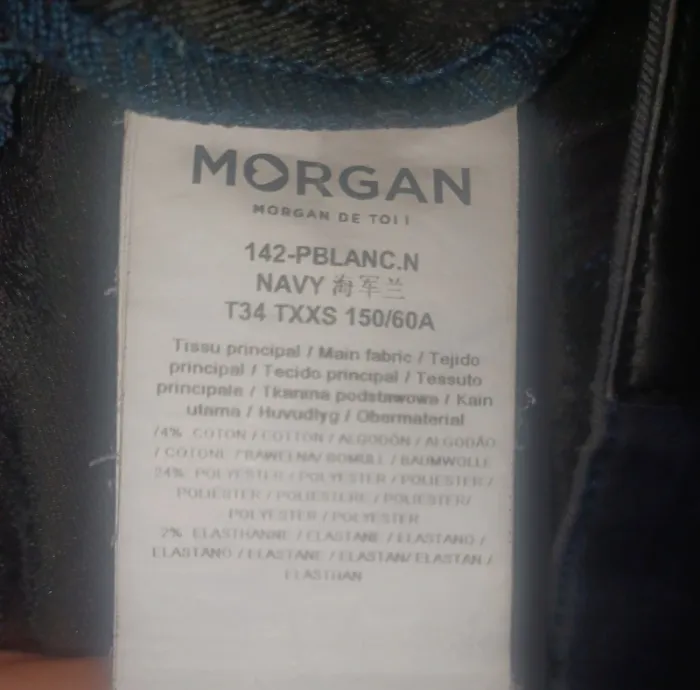 MORGAN
MORGAN DE TOI !
142-PBLANC.N
NAVY 海军兰
T34 TXXS 150/60A
Tissu principal / Main fabric / Tejido
principal / Tecido principal / Tessuto
principale / Tkanina podstawowa / Kain
utama / Huvudtyg / Obermaterial
74% COTON / COTTON / ALGODÓN / ALGODÃO
/ COTONE / BAWEŁNA/ BOMULL / BAUMWOLLE
24% POLYESTER / POLYESTER / POLIESTER /
POLIÉSTER / POLIESTERE / POLIESTER/
POLYESTER / POLYESTER
2% ELASTHANNE / ELASTANE / ELASTANO /
ELASTANO / ELASTANE / ELASTAN/ ELASTAN /
ELASTHAN